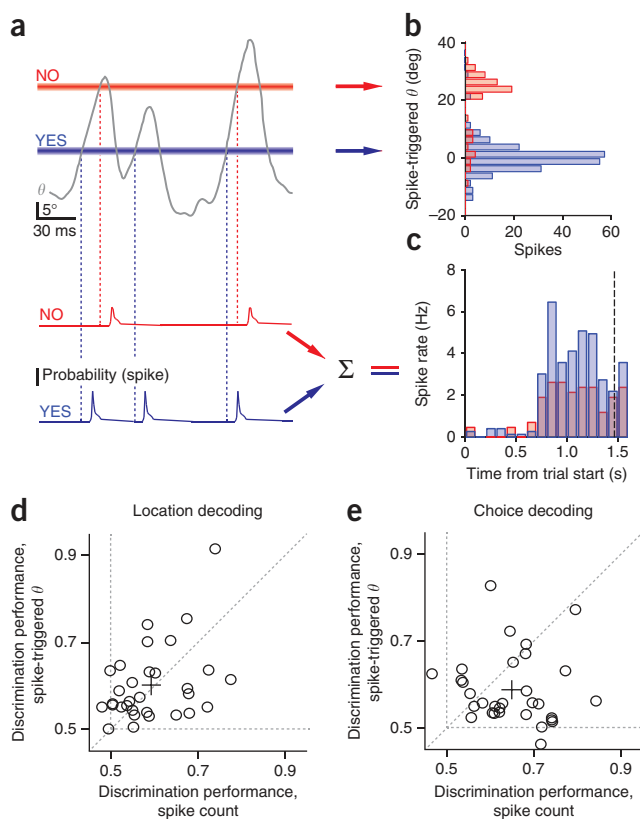 a
NO
YES
θ
5°
30 ms
NO
Probability (spike)
YES
Σ
b
Spike-triggered θ (deg)
40
20
0
–20
0
20
40
60
Spikes
c
Spike rate (Hz)
8
6
4
2
0
0
0.5
1.0
1.5
Time from trial start (s)
d
Location decoding
Discrimination performance,
spike-triggered θ
0.9
0.7
0.5
0.5
0.7
0.9
Discrimination performance,
spike count
e
Choice decoding
Discrimination performance,
spike-triggered θ
0.9
0.7
0.5
0.5
0.7
0.9
Discrimination performance,
spike count